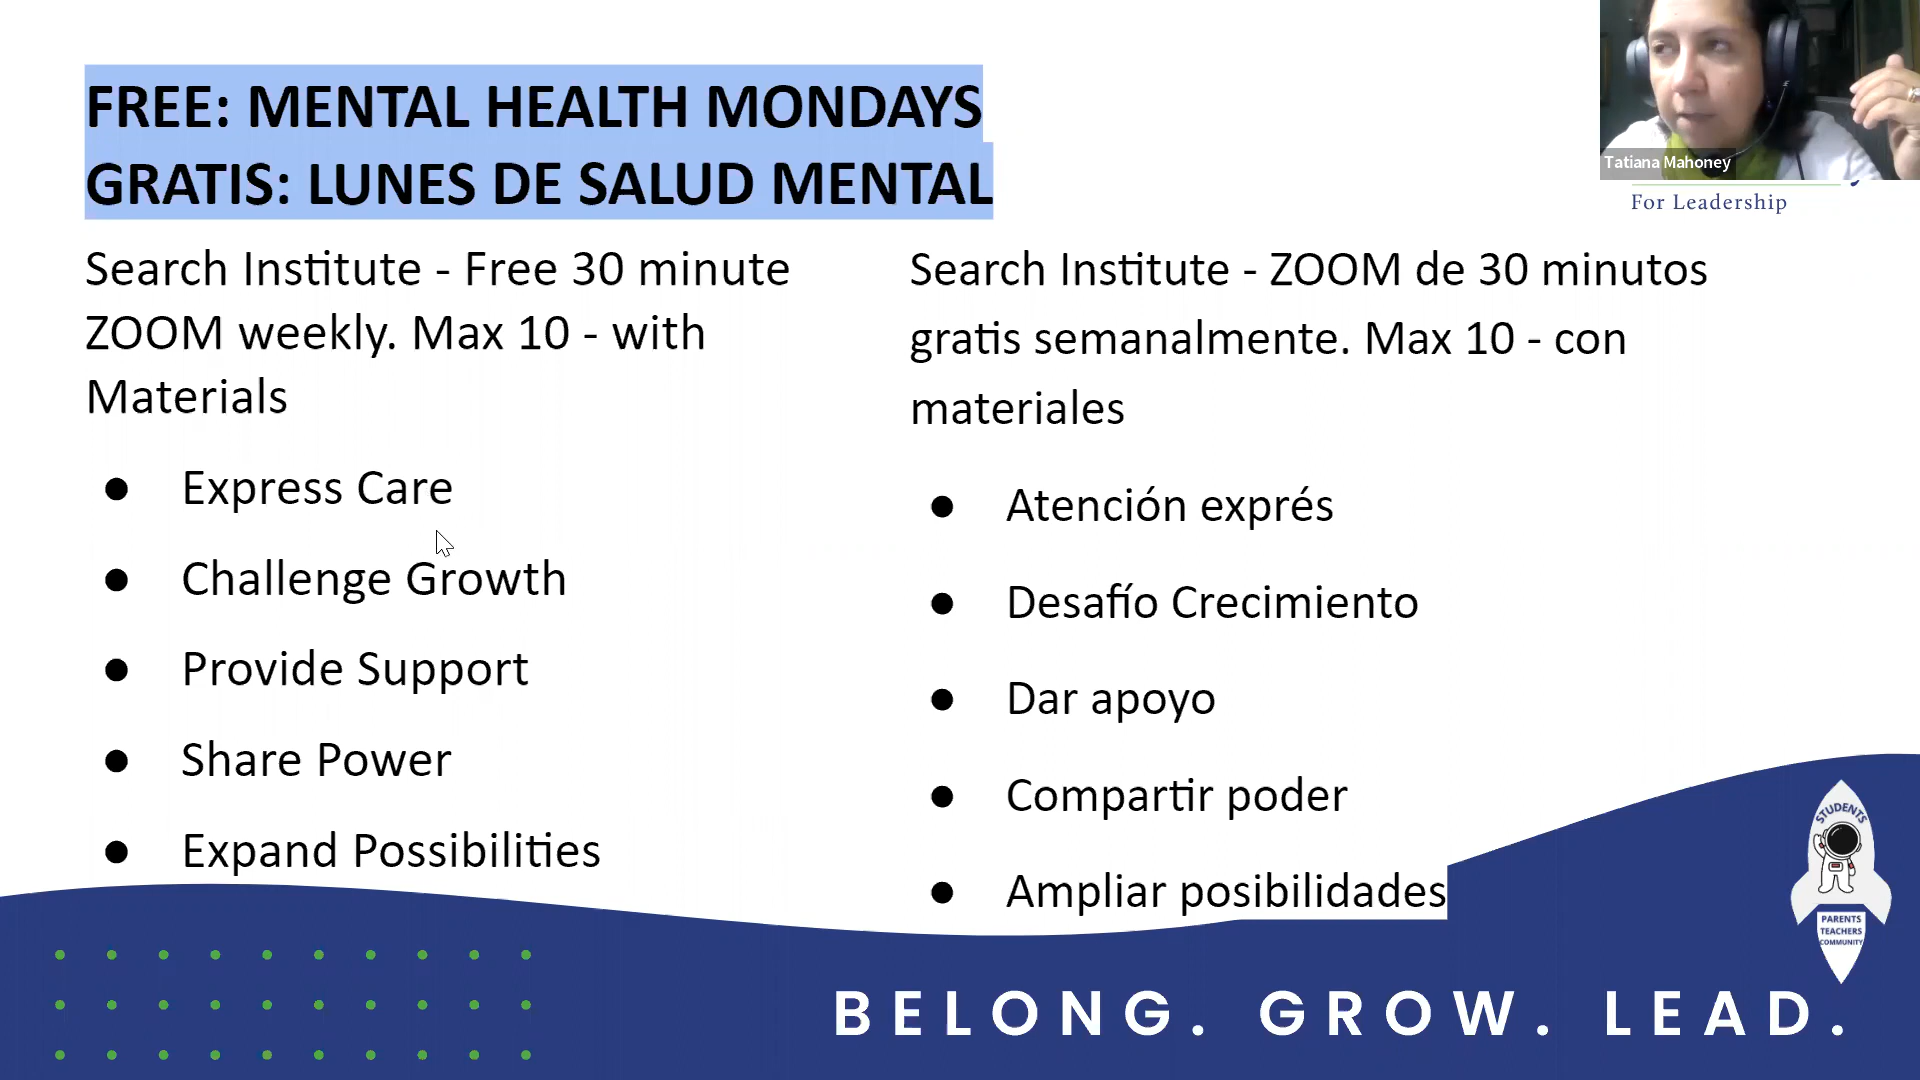 FREE: MENTAL HEALTH MONDAYS
GRATIS: LUNES DE SALUD MENTAL
Tatiana Mahoney
For Leadership
Search Institute - Free 30 minute
ZOOM weekly. Max 10 - with
Materials
● Express Care
● Challenge Growth
● Provide Support
● Share Power
● Expand Possibilities
Search Institute - ZOOM de 30 minutos
gratis semanalmente. Max 10 - con
materiales
● Atención exprés
● Desafío Crecimiento
● Dar apoyo
● Compartir poder
● Ampliar posibilidades
STUDENTS
PARENTS
TEACHERS
COMMUNITY
BELONG. GROW. LEAD.